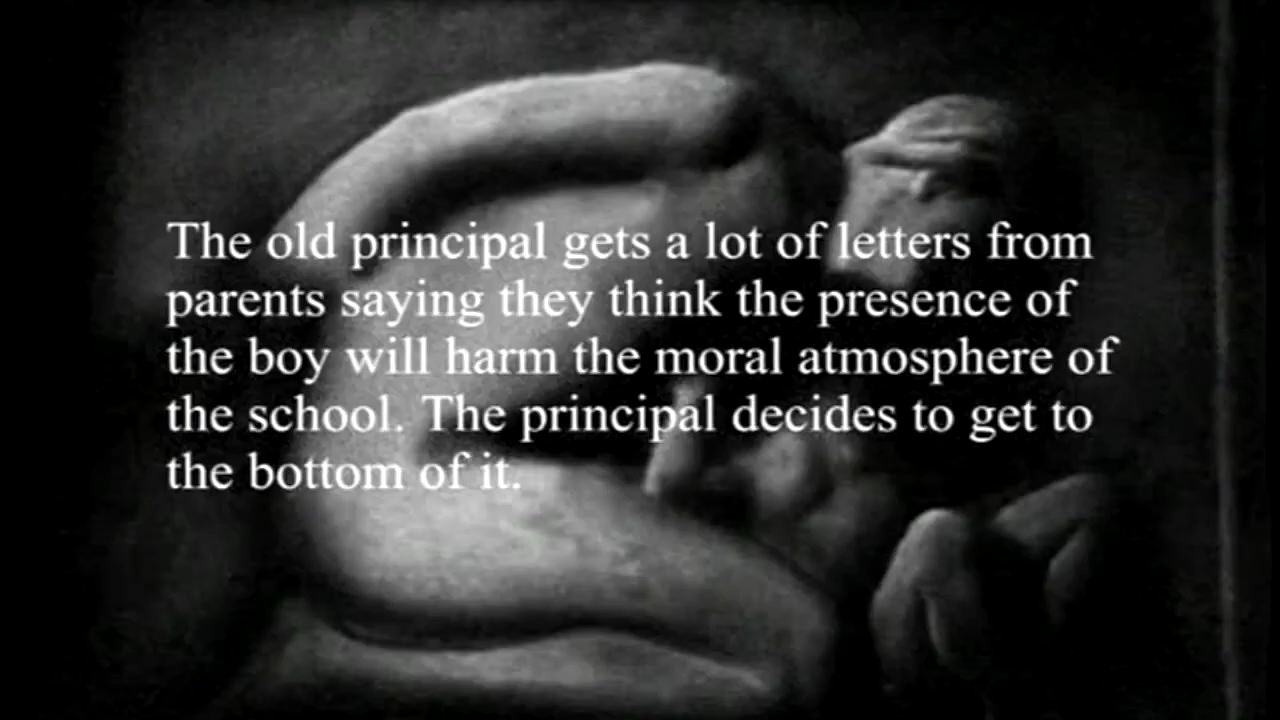 The old principal gets a lot of letters from
parents saying they think the presence of
the boy will harm the moral atmosphere of
the school. The principal decides to get to
the bottom of it.